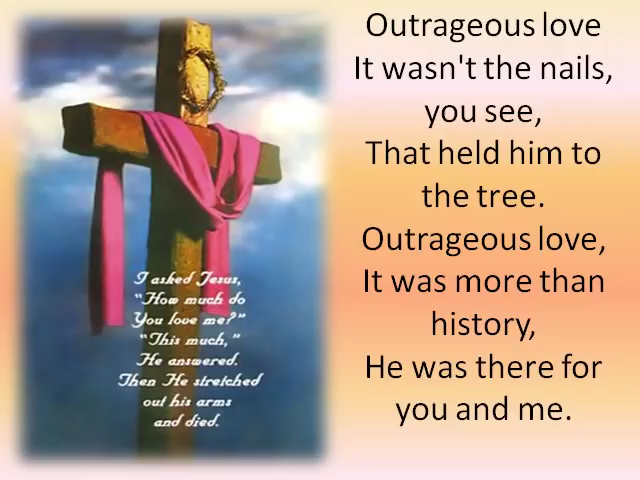 I asked Jesus,
“How much do
You love me?”
“This much,”
He answered.
Then He stretched
out his arms
and died.
Outrageous love
It wasn't the nails,
you see,
That held him to
the tree.
Outrageous love,
It was more than
history,
He was there for
you and me.